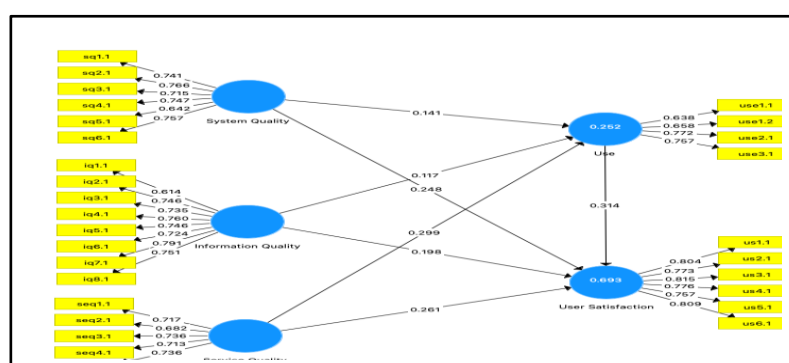 sq1.1
sq2.1
sq3.1
sq4.1
sq5.1
sq6.1
0.741
0.766
0.715
0.747
0.642
0.757
System Quality
iq1.1
iq2.1
iq3.1
iq4.1
iq5.1
iq6.1
iq7.1
iq8.1
0.614
0.746
0.735
0.760
0.746
0.724
0.791
0.751
Information Quality
seq1.1
seq2.1
seq3.1
seq4.1
0.717
0.682
0.736
0.713
0.736
Service Quality
0.141
0.117
0.248
0.299
0.198
0.261
0.252
Use
0.314
0.693
User Satisfaction
0.638
0.658
0.772
0.757
use1.1
use1.2
use2.1
use3.1
0.804
0.773
0.815
0.776
0.757
0.809
us1.1
us2.1
us3.1
us4.1
us5.1
us6.1